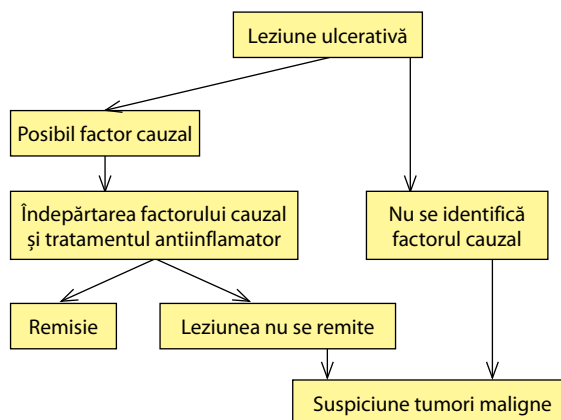 Leziune ulcerativă
Posibil factor cauzal
Îndepărtarea factorului cauzal
și tratamentul antiinflamator
Nu se identifică
factorul cauzal
Remisie
Leziunea nu se remite
Suspiciune tumori maligne